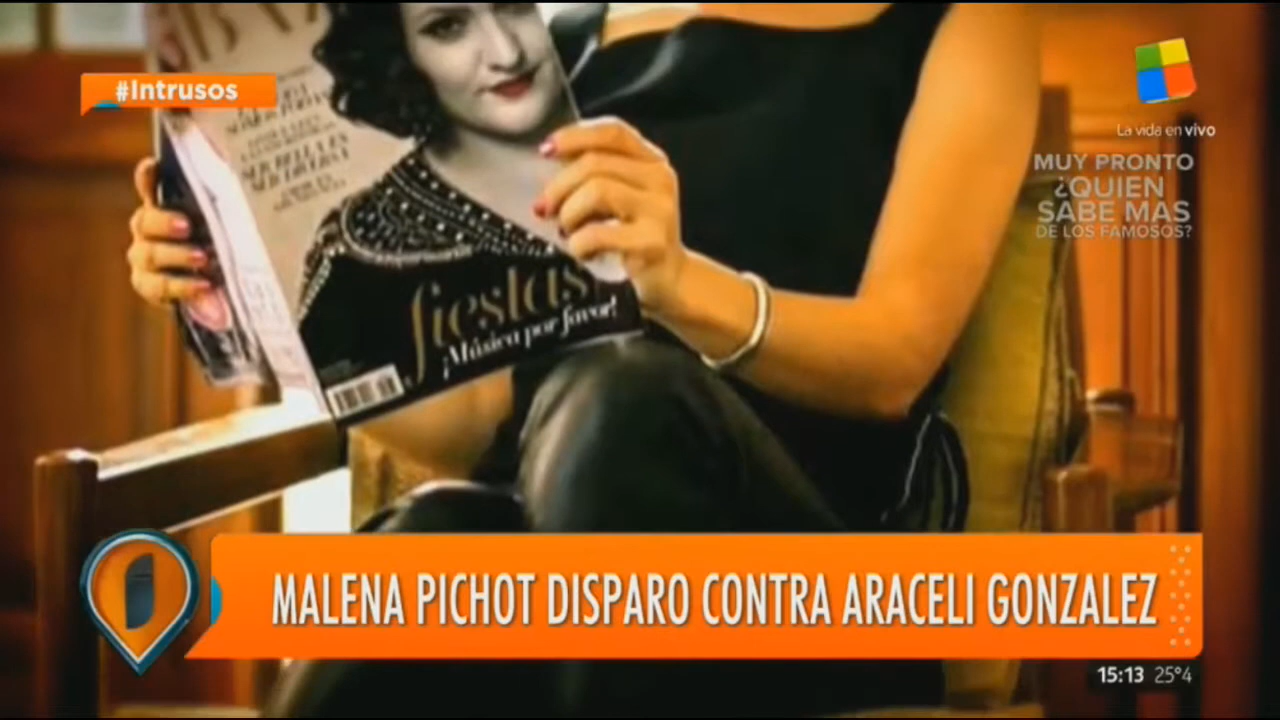 #Intrusos
La vida en vivo
MUY PRONTO
¿QUIEN
SABE MAS
DE LOS FAMOSOS?
fiestas
¡Música por favor!
MALENA PICHOT DISPARO CONTRA ARACELI GONZALEZ
15:13 25°4